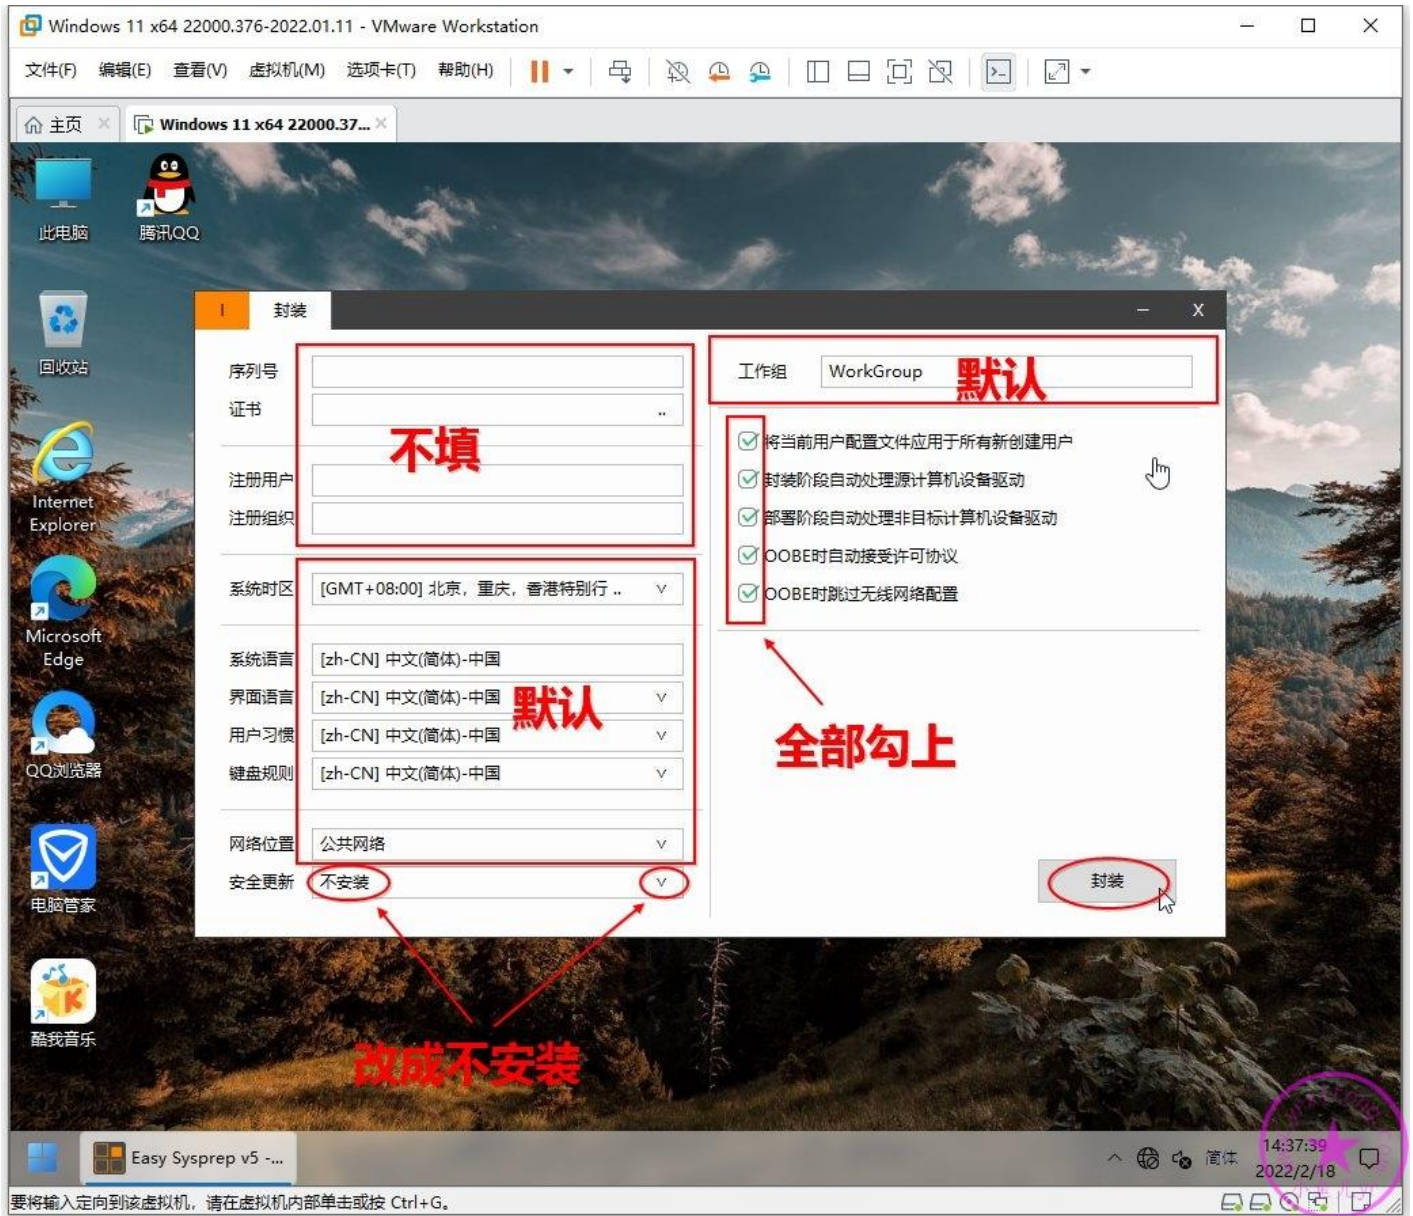 Windows 11 x64 22000.376-2022.01.11 - VMware Workstation
文件(F) 编辑(E) 查看(V) 虚拟机(M) 选项卡(T) 帮助(H)
主页 Windows 11 x64 22000.37...
此电脑 腾讯QQ
回收站
Internet Explorer
Microsoft Edge
QQ浏览器
电脑管家
酷我音乐
I 封装 X
序列号
证书 ..
不填
注册用户
注册组织
系统时区 [GMT+08:00] 北京，重庆，香港特别行 ..
系统语言 [zh-CN] 中文(简体)-中国
界面语言 [zh-CN] 中文(简体)-中国
默认
用户习惯 [zh-CN] 中文(简体)-中国
键盘规则 [zh-CN] 中文(简体)-中国
网络位置 公共网络
安全更新 不安装
改成不安装
工作组 WorkGroup
默认
将当前用户配置文件应用于所有新创建用户
封装阶段自动处理源计算机设备驱动
部署阶段自动处理非目标计算机设备驱动
OOBE时自动接受许可协议
OOBE时跳过无线网络配置
全部勾上
封装
Easy Sysprep v5 -...
简体
14:37:39
2022/2/18
要将输入定向到该虚拟机，请在虚拟机内部单击或按 Ctrl+G。